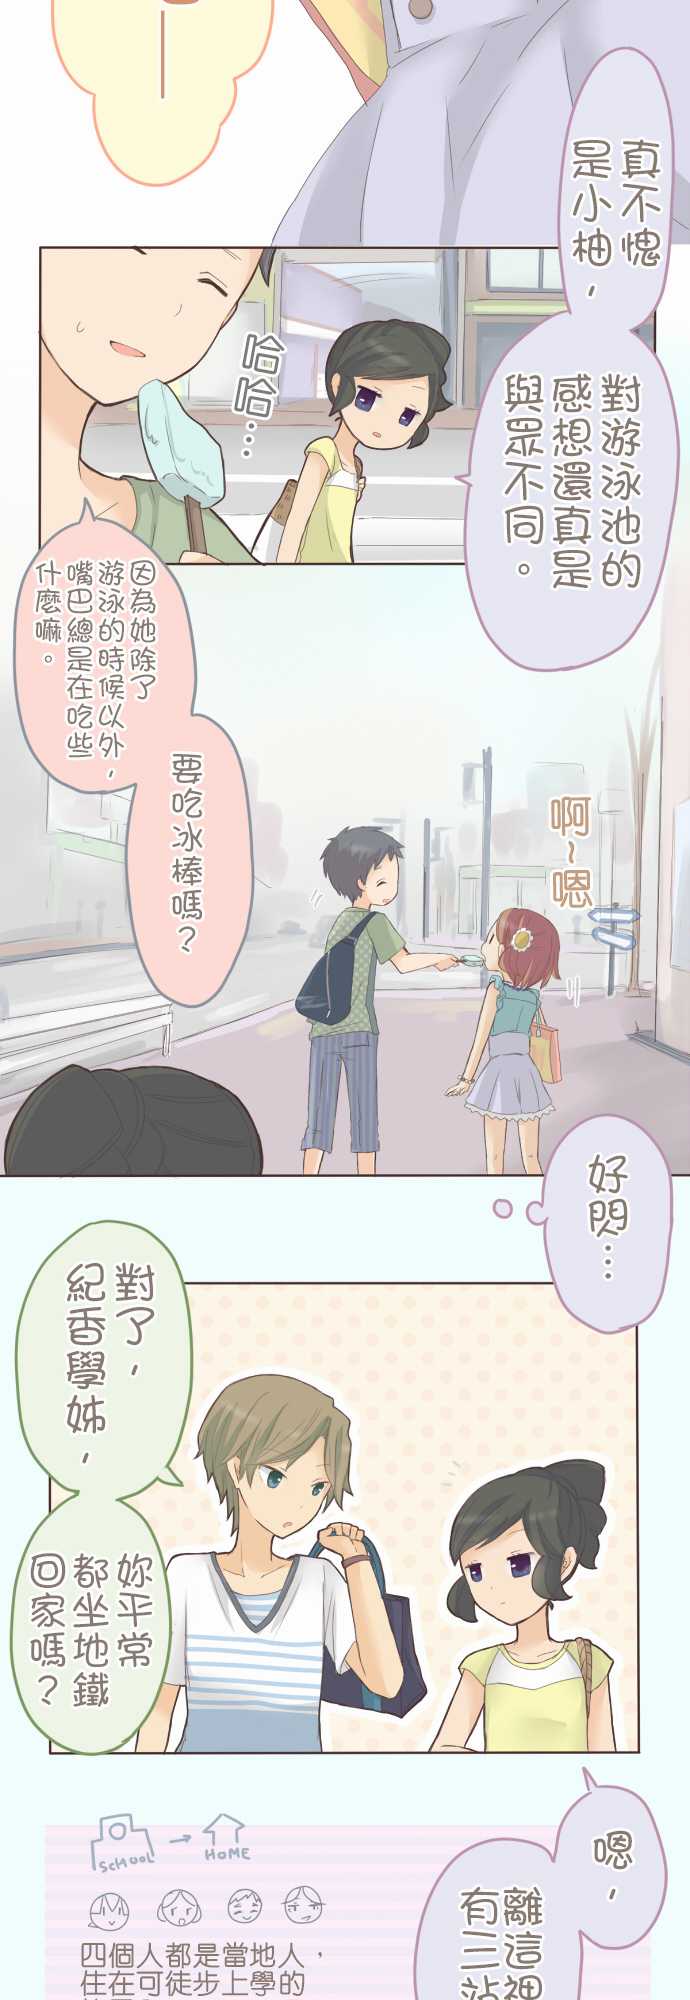 真不愧
是小柚，
對游泳池的
感想還真是
與眾不同。
哈
哈…
因為她除了
游泳的時候以外，
嘴巴總是在吃些
什麼嘛。
要吃冰棒嗎？
啊~嗯
好閃…
對了，
紀香學姊，
妳平常
都坐地鐵
回家嗎？
嗯，
離這裡
有三站
SCHOOL
HOME
四個人都是當地人，
住在可徒步上學的